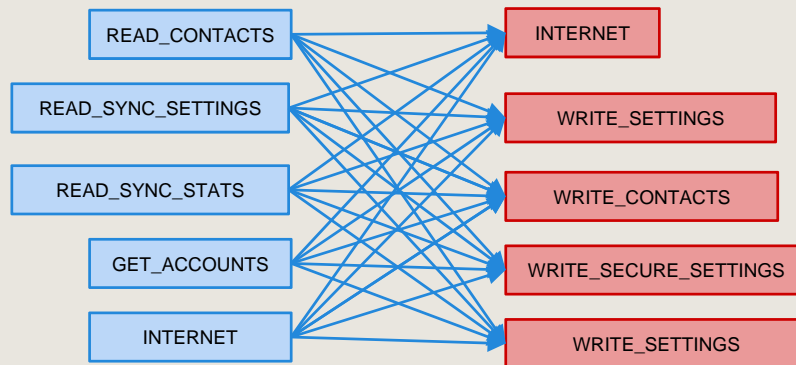 READ_CONTACTS
READ_SYNC_SETTINGS
READ_SYNC_STATS
GET_ACCOUNTS
INTERNET
INTERNET
WRITE_SETTINGS
WRITE_CONTACTS
WRITE_SECURE_SETTINGS
WRITE_SETTINGS